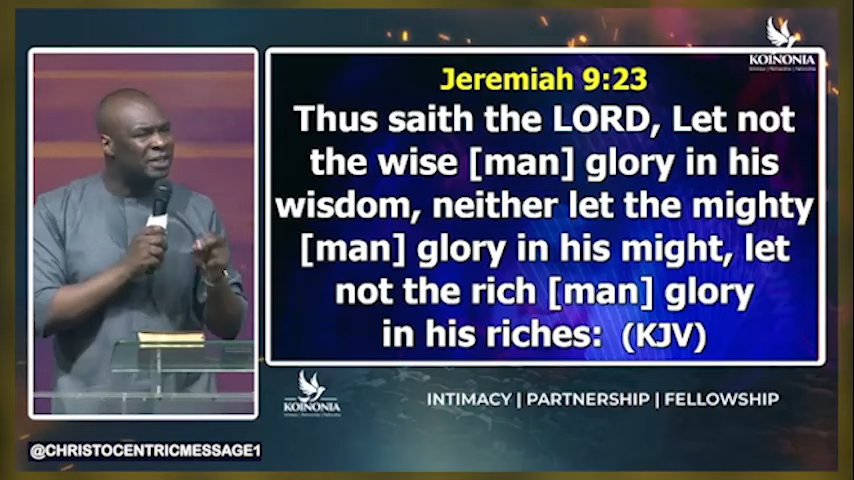 KOINONIA
Jeremiah 9:23
Thus saith the LORD, Let not
the wise [man] glory in his
wisdom, neither let the mighty
[man] glory in his might, let
not the rich [man] glory
in his riches: (KJV)
KOINONIA
INTIMACY | PARTNERSHIP | FELLOWSHIP
@CHRISTOCENTRICMESSAGE1